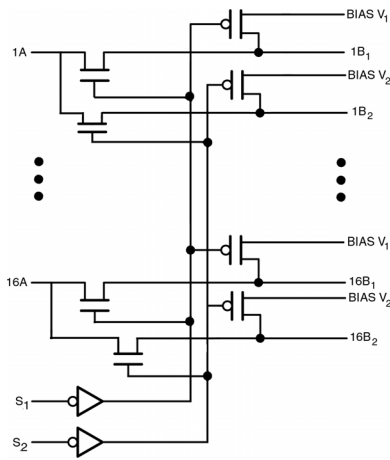 BIAS V₁
1A
1B₁
BIAS V₂
1B₂
BIAS V₁
16A
16B₁
BIAS V₂
16B₂
S₁
S₂